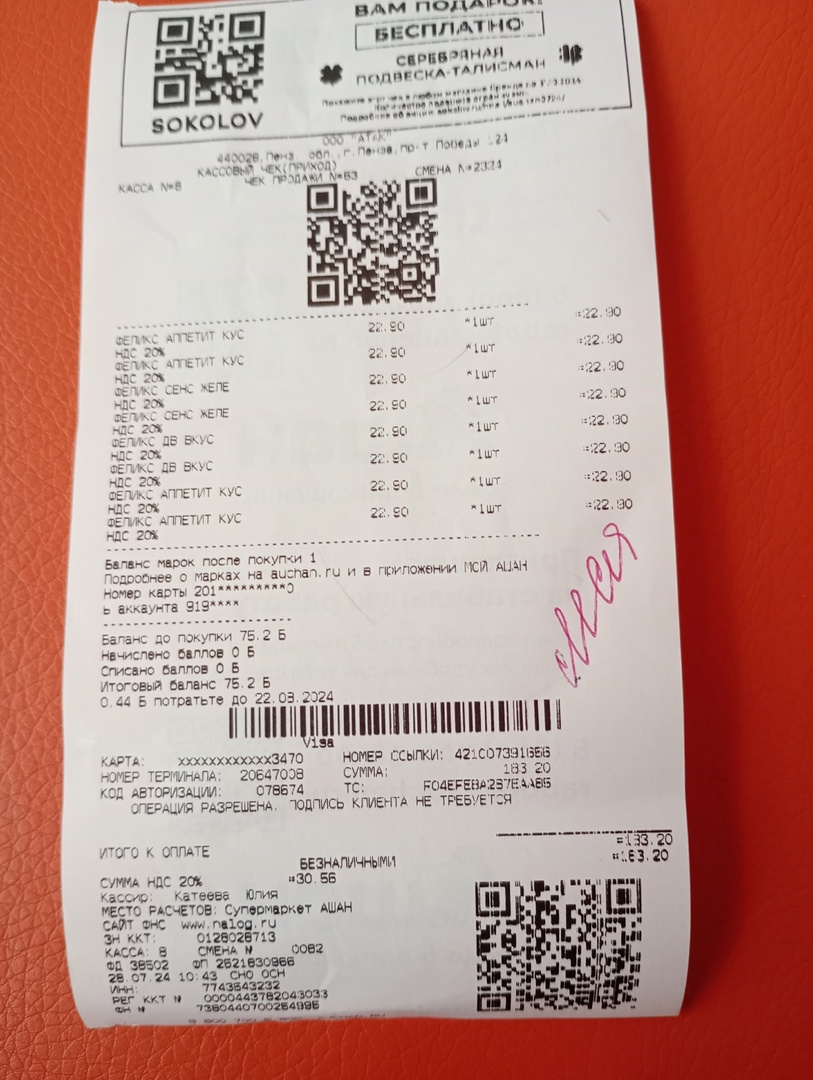 ВАМ ПОДАРОК!
БЕСПЛАТНО
СЕРЕБРЯНАЯ
ПОДВЕСКА-ТАЛИСМАН
SOKOLOV
ООО "АТАК"
440028, Пенз. обл., г. Пенза, пр-т Победы
КАССОВЫЙ ЧЕК(ПРИХОД)
КАССА №8 ЧЕК ПРОДАЖИ №63 СМЕНА №2324
ФЕЛИКС АППЕТИТ КУС 22.90 *1шт =22.90
НДС 20%
ФЕЛИКС АППЕТИТ КУС 22.90 *1шт =22.90
НДС 20%
ФЕЛИКС СЕНС ЖЕЛЕ 22.90 *1шт =22.90
НДС 20%
ФЕЛИКС СЕНС ЖЕЛЕ 22.90 *1шт =22.90
НДС 20%
ФЕЛИКС ДВ ВКУС 22.90 *1шт =22.90
НДС 20%
ФЕЛИКС ДВ ВКУС 22.90 *1шт =22.90
НДС 20%
ФЕЛИКС АППЕТИТ КУС 22.90 *1шт =22.90
НДС 20%
ФЕЛИКС АППЕТИТ КУС 22.90 *1шт =22.90
НДС 20%
Баланс марок после покупки 1
Подробнее о марках на auchan.ru и в приложении МОЙ АШАН
Номер карты 201*********0
аккаунта 919****
Баланс до покупки 75.2 Б
Начислено баллов 0 Б
Списано баллов 0 Б
Итоговый баланс 75.2 Б
0.44 Б потратьте до 22.08.2024
Visa
КАРТА: xxxxxxxxxxxx3470 НОМЕР ССЫЛКИ:
НОМЕР ТЕРМИНАЛА: 20647008 СУММА: 183.20
КОД АВТОРИЗАЦИИ: 078674 ТС:
ОПЕРАЦИЯ РАЗРЕШЕНА. ПОДПИСЬ КЛИЕНТА НЕ ТРЕБУЕТСЯ
ИТОГО К ОПЛАТЕ =183.20
БЕЗНАЛИЧНЫМИ =183.20
СУММА НДС 20% =30.56
Кассир: Катеева Юлия
МЕСТО РАСЧЕТОВ: Супермаркет АШАН
САЙТ ФНС www.nalog.ru
ЗН ККТ: 0128028713
КАССА: 8 СМЕНА № 0082
ФД 38502 ФП 2621830966
28.07.24 10:43 СНО ОСН
ИНН: 7743543232
РЕГ ККТ № 0000443782043033
ФН №